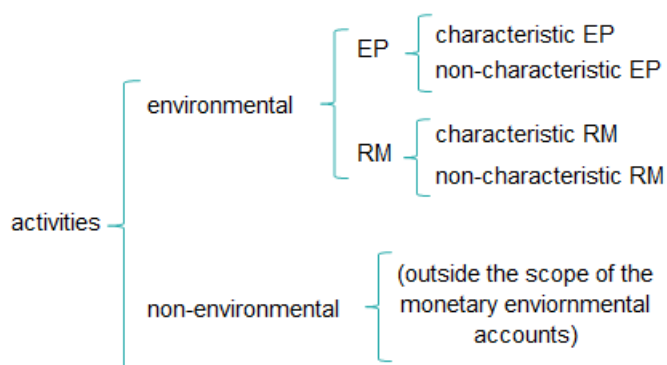 characteristic EP
EP
non-characteristic EP
environmental
characteristic RM
RM
non-characteristic RM
activities
(outside the scope of the
monetary enviornmental
accounts)
non-environmental